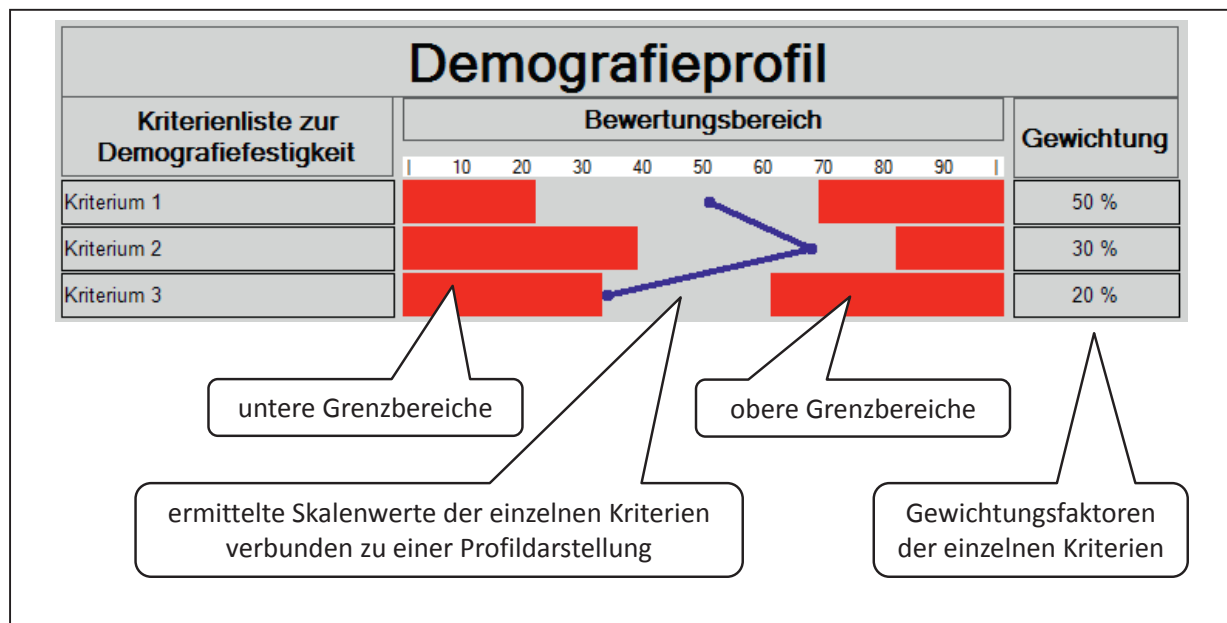 Demografieprofil
Kriterienliste zur
Demografiefestigkeit
Bewertungsbereich
Gewichtung
| 10 20 30 40 50 60 70 80 90 |
Kriterium 1
50 %
Kriterium 2
30 %
Kriterium 3
20 %
untere Grenzbereiche
obere Grenzbereiche
ermittelte Skalenwerte der einzelnen Kriterien
verbunden zu einer Profildarstellung
Gewichtungsfaktoren
der einzelnen Kriterien